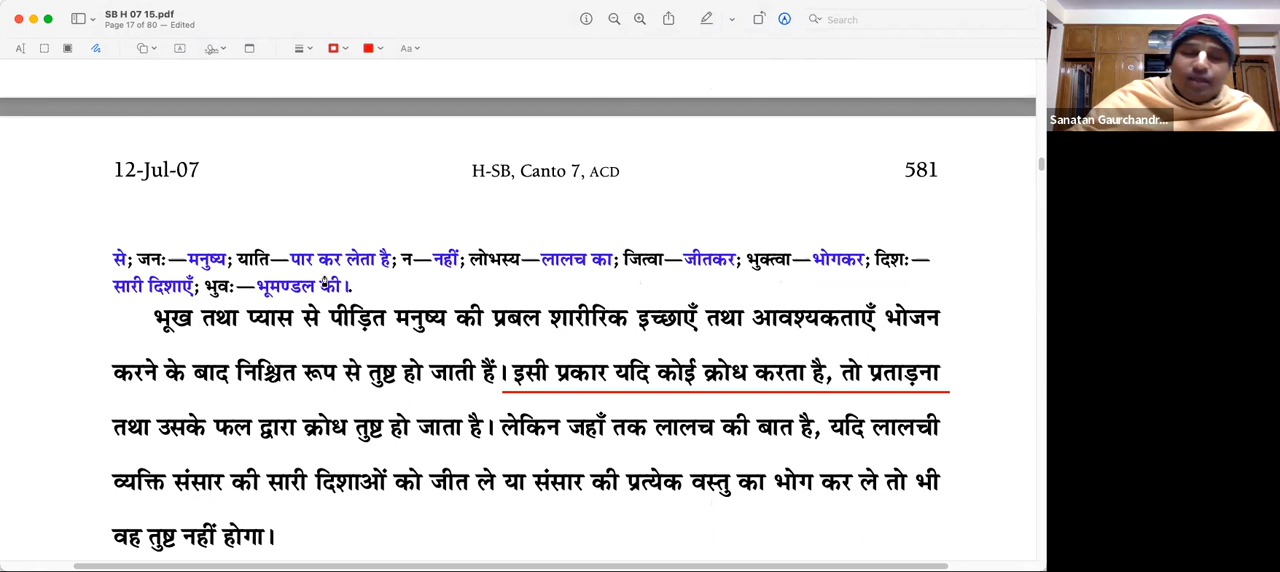 SB H 07 15.pdf
Page 17 of 80 — Edited
Search
Aa
Sanatan Gaurchandr...
12-Jul-07 H-SB, Canto 7, ACD 581
से; जनः—मनुष्य; याति—पार कर लेता है; न—नहीं; लोभस्य—लालच का; जित्वा—जीतकर; भुक्त्वा—भोगकर; दिशः—
सारी दिशाएँ; भुवः—भूमण्डल की।.
भूख तथा प्यास से पीड़ित मनुष्य की प्रबल शारीरिक इच्छाएँ तथा आवश्यकताएँ भोजन
करने के बाद निश्चित रूप से तुष्ट हो जाती हैं। इसी प्रकार यदि कोई क्रोध करता है, तो प्रताड़ना
तथा उसके फल द्वारा क्रोध तुष्ट हो जाता है। लेकिन जहाँ तक लालच की बात है, यदि लालची
व्यक्ति संसार की सारी दिशाओं को जीत ले या संसार की प्रत्येक वस्तु का भोग कर ले तो भी
वह तुष्ट नहीं होगा।